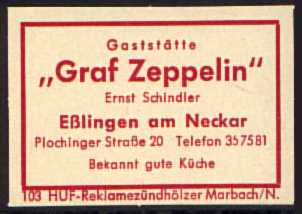 Gaststätte
„Graf Zeppelin“
Ernst Schindler
Eßlingen am Neckar
Plochinger Straße 20 Telefon 357581
Bekannt gute Küche
103 HUF-Reklamezündhölzer Marbach/N.